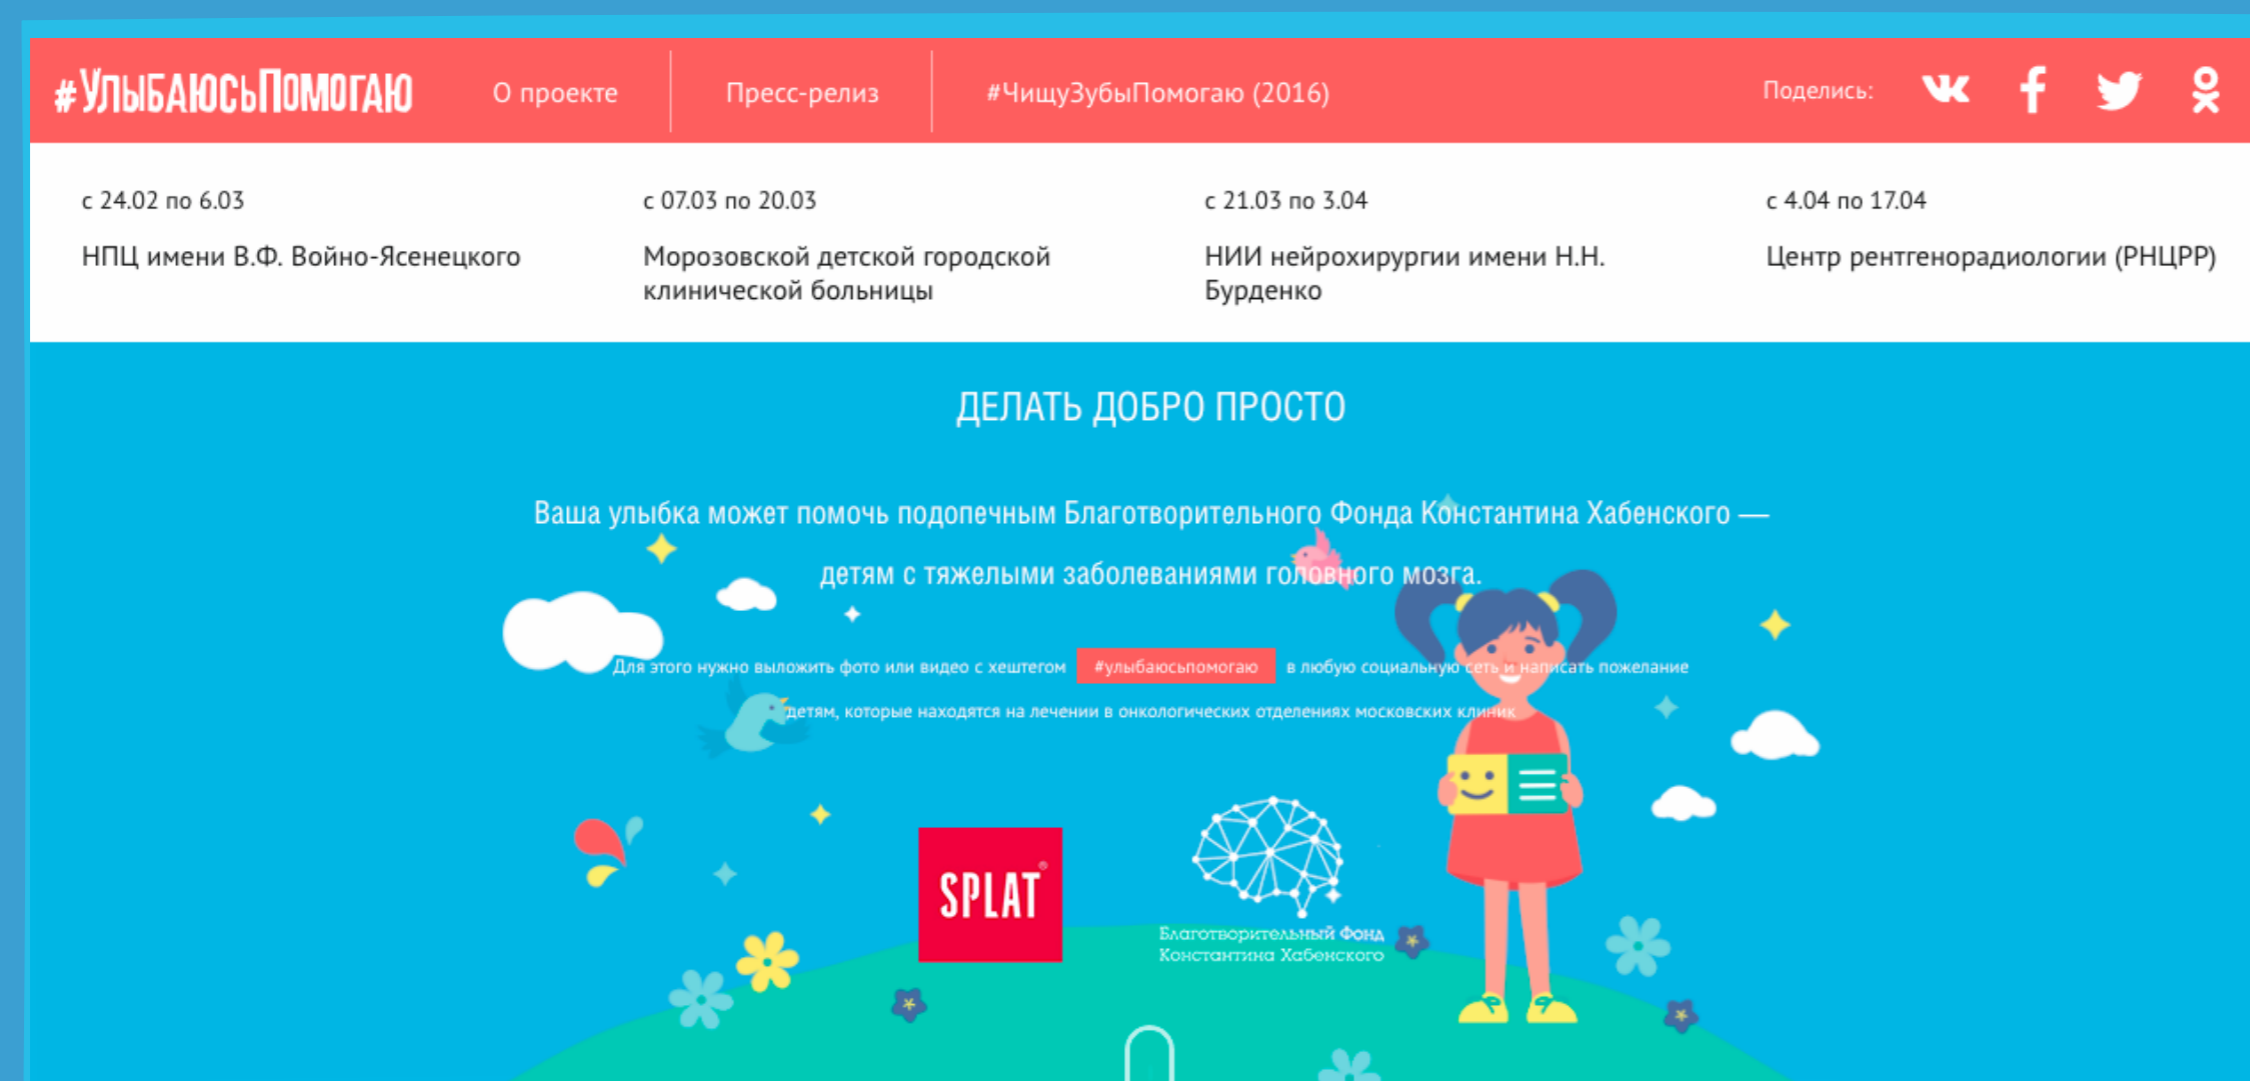 #УлыбаюсьПомогаю
О проекте
Пресс-релиз
#ЧищуЗубыПомогаю (2016)
Поделись:
с 24.02 по 6.03
НПЦ имени В.Ф. Войно-Ясенецкого
с 07.03 по 20.03
Морозовской детской городской
клинической больницы
с 21.03 по 3.04
НИИ нейрохирургии имени Н.Н.
Бурденко
с 4.04 по 17.04
Центр рентгенорадиологии (РНЦРР)
ДЕЛАТЬ ДОБРО ПРОСТО
Ваша улыбка может помочь подопечным Благотворительного Фонда Константина Хабенского —
детям с тяжелыми заболеваниями головного мозга.
Для этого нужно выложить фото или видео с хештегом #улыбаюсьпомогаю в любую социальную сеть и написать пожелание
детям, которые находятся на лечении в онкологических отделениях московских клиник
SPLAT®
Благотворительный Фонд
Константина Хабенского